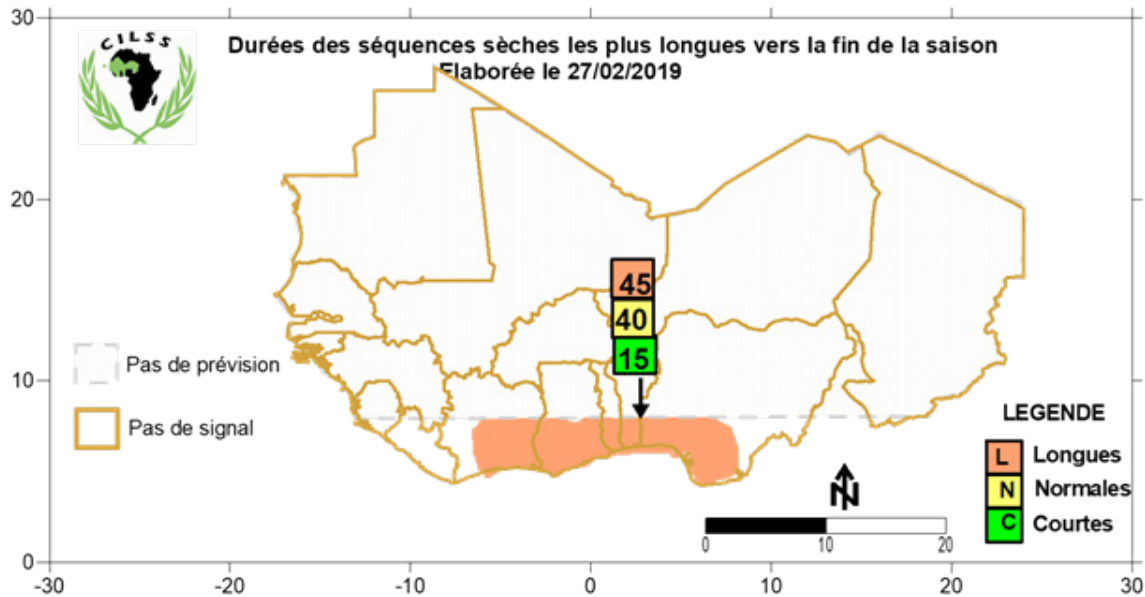 30
CILSS
Durées des séquences sèches les plus longues vers la fin de la saison
Elaborée le 27/02/2019
20
45
40
15
Pas de prévision
10
Pas de signal
LEGENDE
L Longues
N Normales
C Courtes
N
0 10 20
0
-30 -20 -10 0 10 20 30